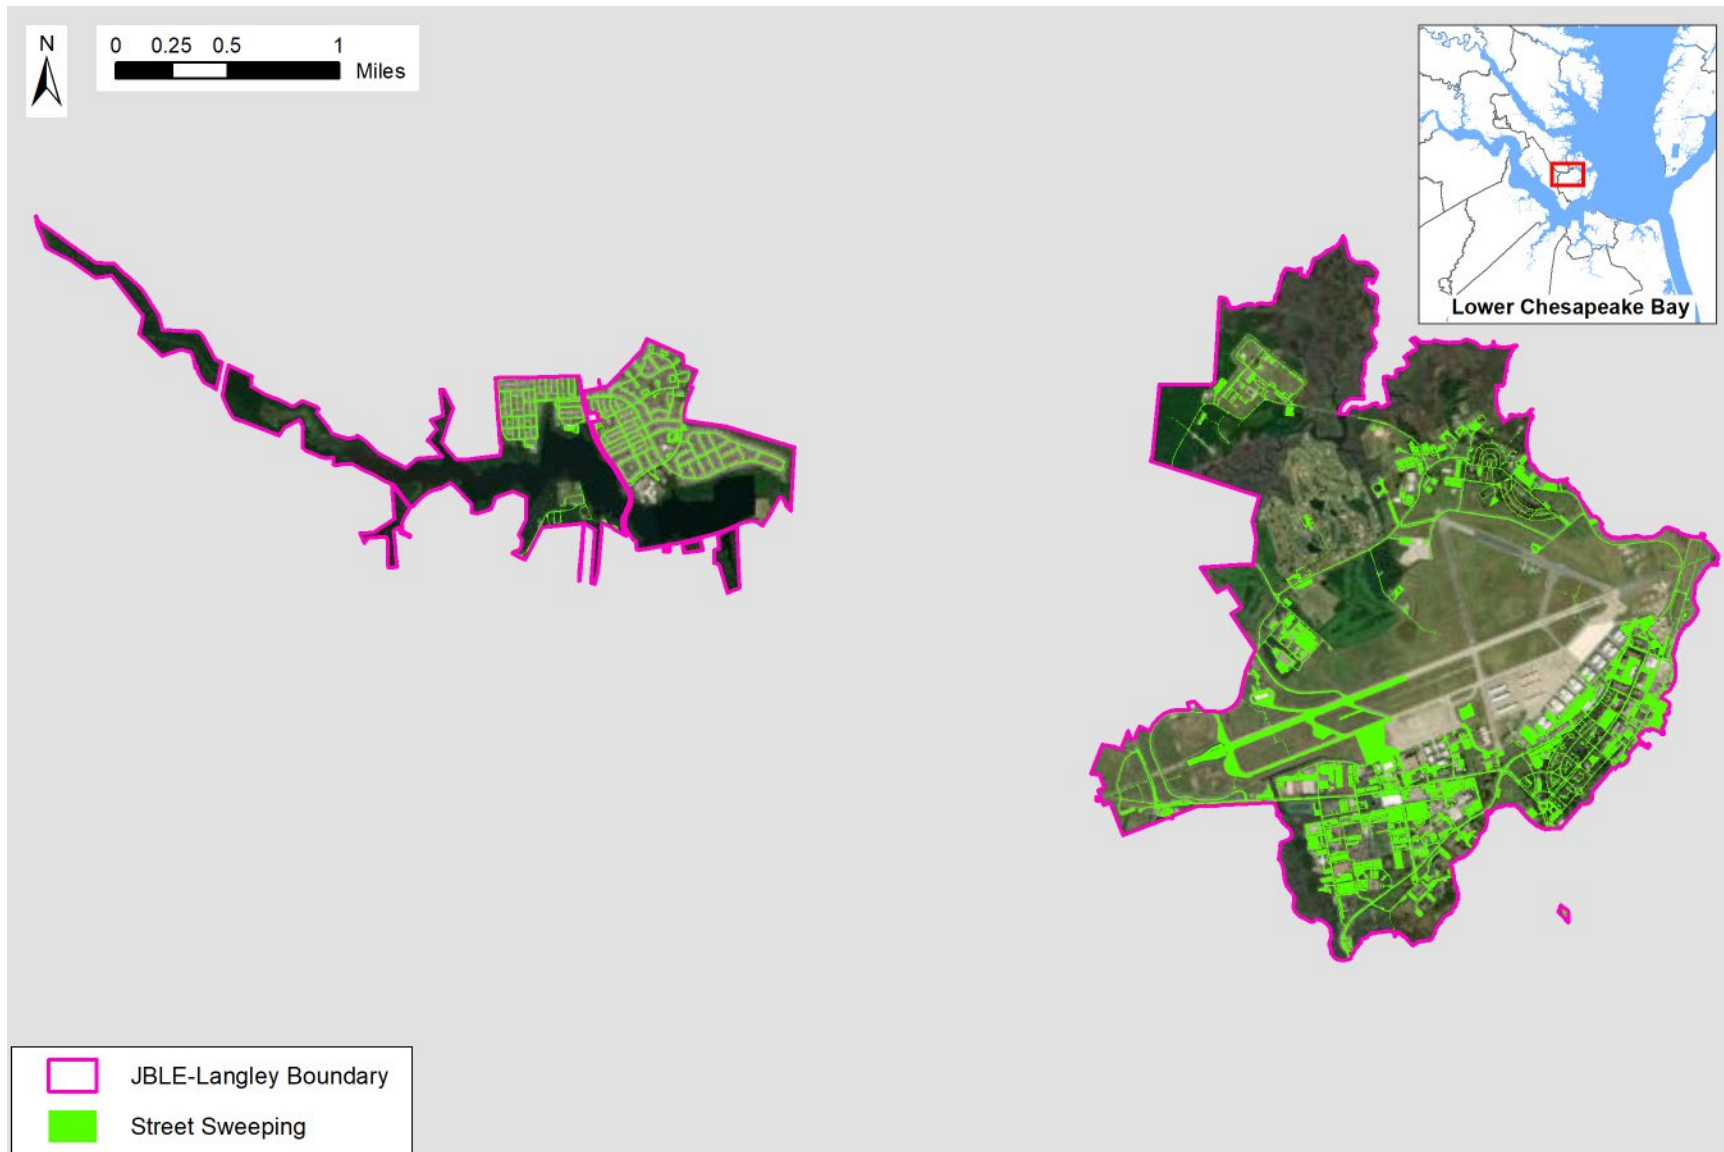 N
0 0.25 0.5 1
Miles
Lower Chesapeake Bay
JBLE-Langley Boundary
Street Sweeping